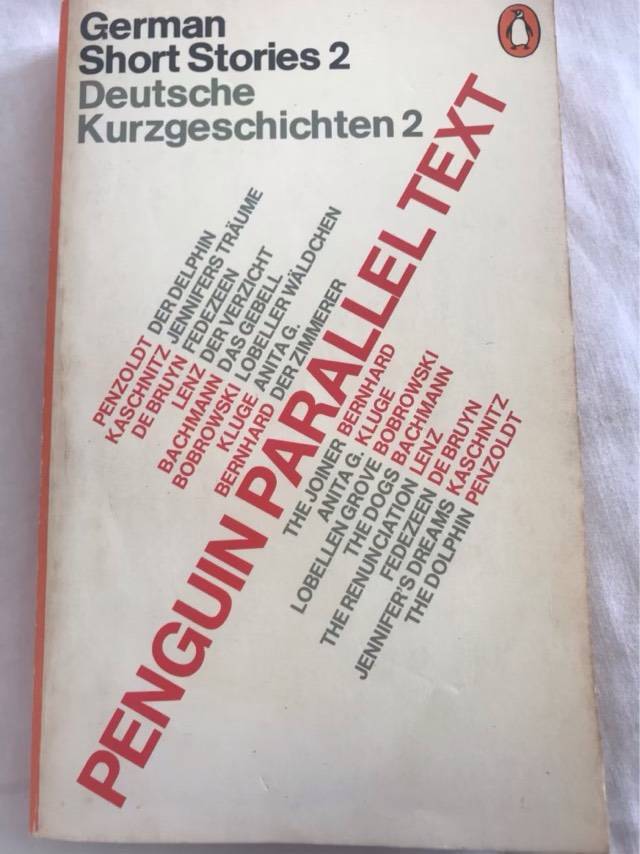 German
Short Stories 2
Deutsche
Kurzgeschichten 2
PENZOLDT DER DELPHIN
KASCHNITZ JENNIFERS TRÄUME
DE BRUYN FEDEZEEN
LENZ DER VERZICHT
BACHMANN DAS GEBELL
BOBROWSKI LOBELLER WÄLDCHEN
KLUGE ANITA G.
BERNHARD DER ZIMMERER
PENGUIN PARALLEL TEXT
THE JOINER BERNHARD
ANITA G. KLUGE
LOBELLEN GROVE BOBROWSKI
THE DOGS BACHMANN
THE RENUNCIATION LENZ
FEDEZEEN DE BRUYN
JENNIFER'S DREAMS KASCHNITZ
THE DOLPHIN PENZOLDT